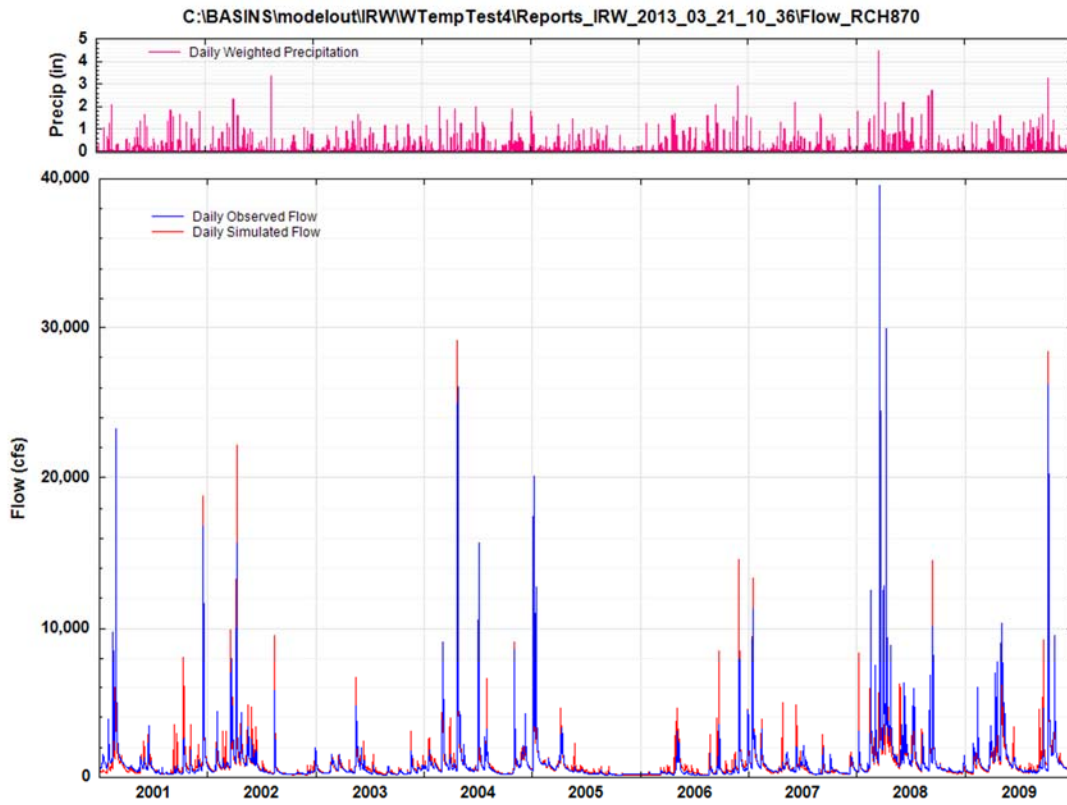 C:\BASINS\modelout\IRW\WTempTest4\Reports_IRW_2013_03_21_10_36\Flow_RCH870
Precip (in)
5
4
3
2
1
0
Daily Weighted Precipitation
Flow (cfs)
40,000
30,000
20,000
10,000
0
Daily Observed Flow
Daily Simulated Flow
2001 2002 2003 2004 2005 2006 2007 2008 2009